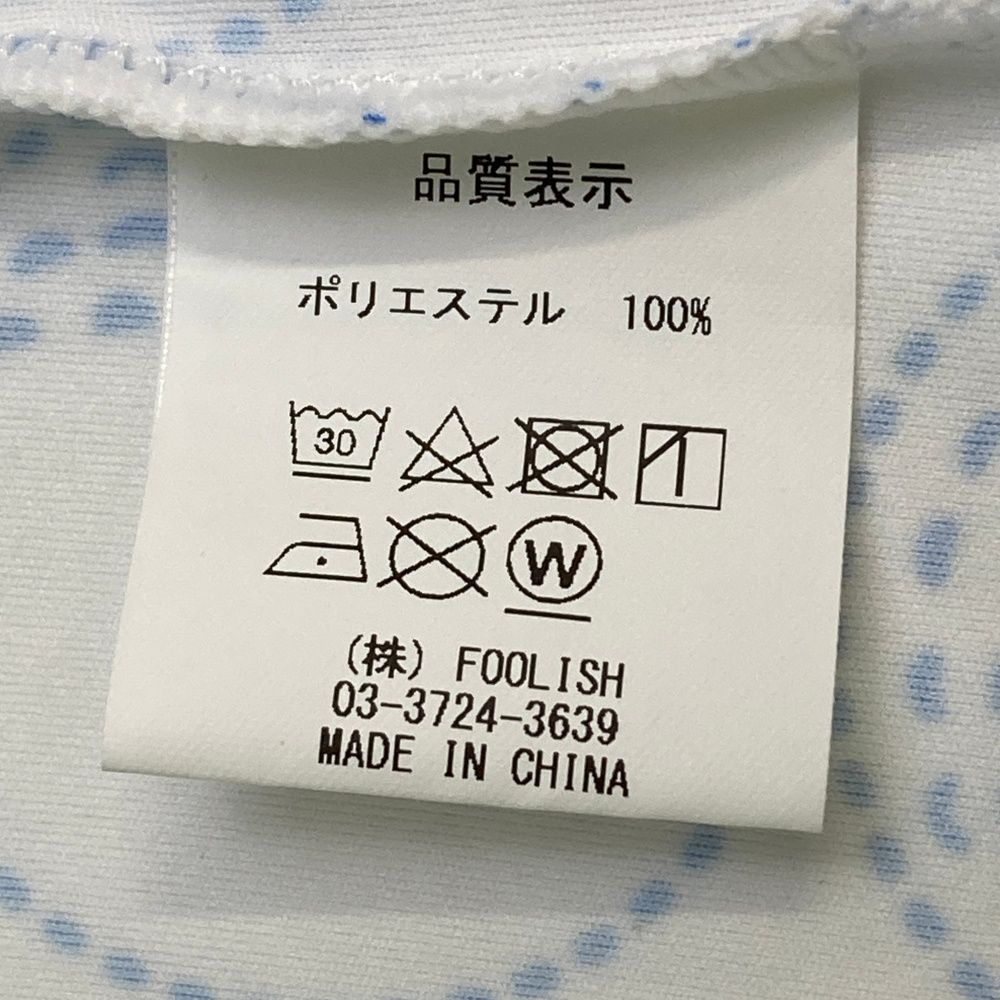 品質表示
ポリエステル 100%
30
W
(株) FOOLISH
03-3724-3639
MADE IN CHINA